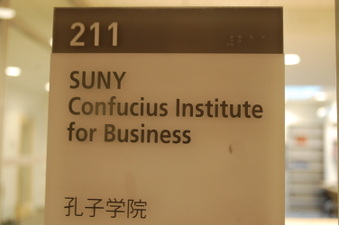 211
SUNY
Confucius Institute
for Business
孔子学院